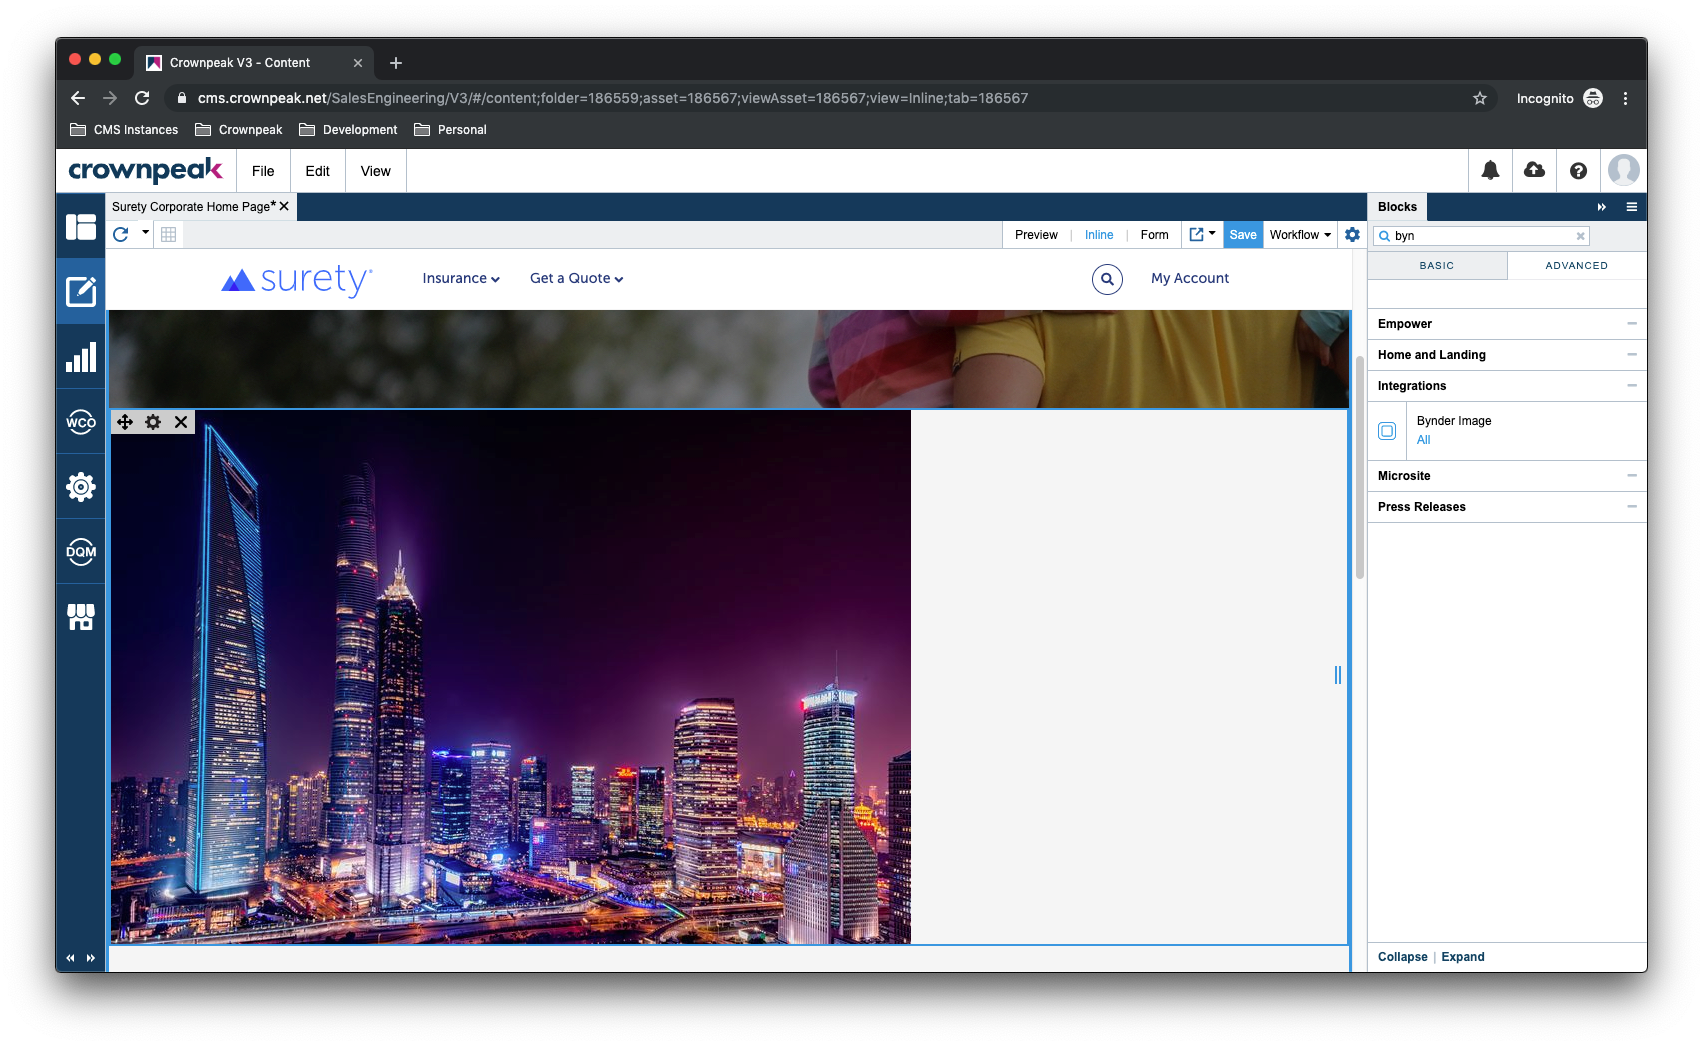 Crownpeak V3 - Content
cms.crownpeak.net/SalesEngineering/V3/#/content;folder=186559;asset=186567;viewAsset=186567;view=Inline;tab=186567
Incognito
CMS Instances Crownpeak Development Personal
crownpeak File Edit View
Surety Corporate Home Page*
Blocks
Preview | Inline | Form Save Workflow
byn
BASIC ADVANCED
surety Insurance Get a Quote My Account
Empower
Home and Landing
Integrations
Bynder Image
All
Microsite
Press Releases
WCO
DQM
Collapse | Expand